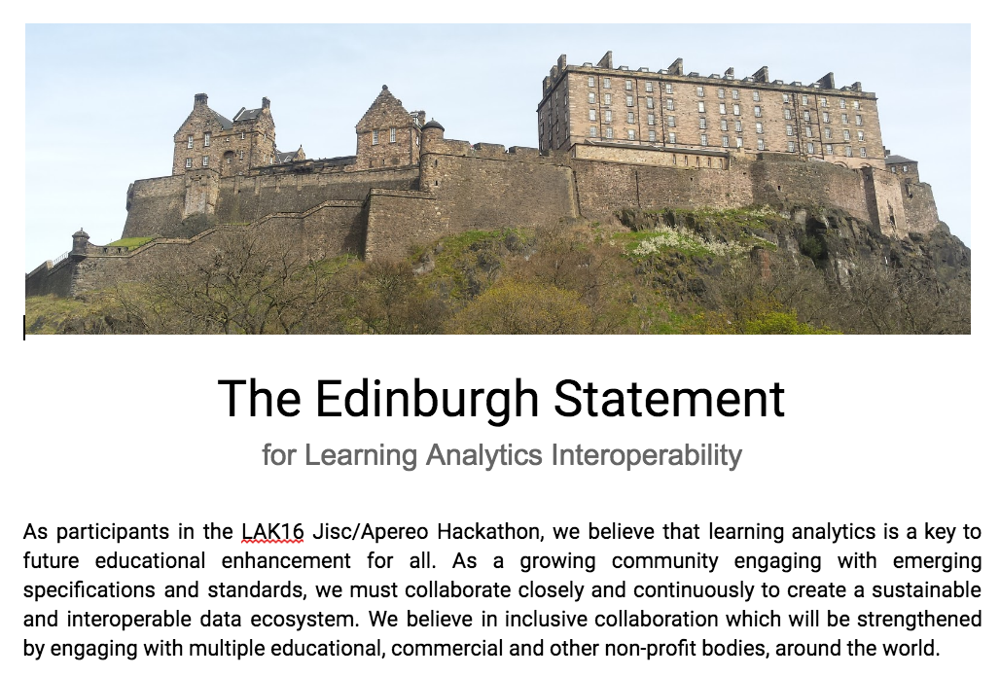 The Edinburgh Statement
for Learning Analytics Interoperability
As participants in the LAK16 Jisc/Apereo Hackathon, we believe that learning analytics is a key to
future educational enhancement for all. As a growing community engaging with emerging
specifications and standards, we must collaborate closely and continuously to create a sustainable
and interoperable data ecosystem. We believe in inclusive collaboration which will be strengthened
by engaging with multiple educational, commercial and other non-profit bodies, around the world.